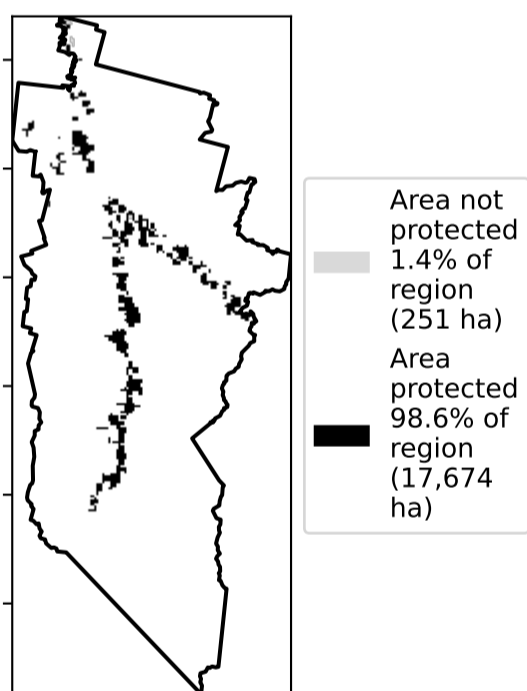 Area not
protected
1.4% of
region
(251 ha)
Area
protected
98.6% of
region
(17,674
ha)